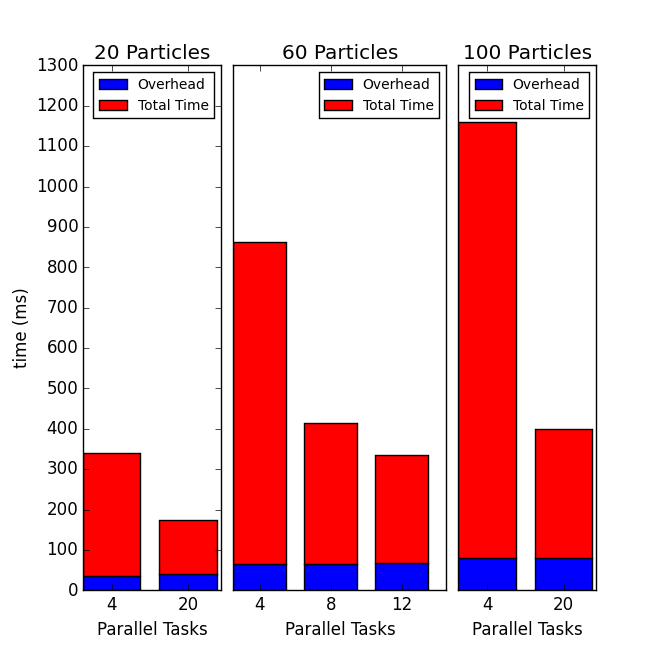 20 Particles
60 Particles
100 Particles
Overhead
Total Time
Overhead
Total Time
Overhead
Total Time
1300
1200
1100
1000
900
800
700
600
500
400
300
200
100
0
time (ms)
4 20
4 8 12
4 20
Parallel Tasks
Parallel Tasks
Parallel Tasks